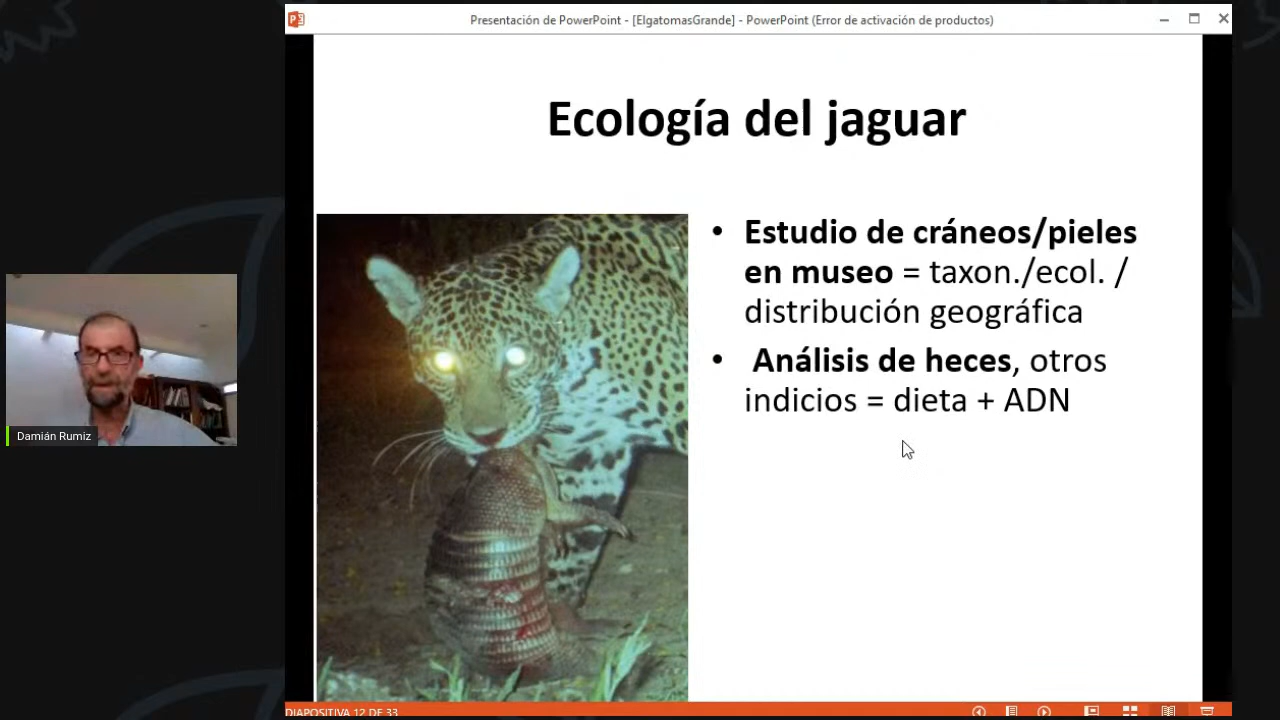 Presentación de PowerPoint - [ElgatomasGrande] - PowerPoint (Error de activación de productos)
Ecología del jaguar
• Estudio de cráneos/pieles
en museo = taxon./ecol. /
distribución geográfica
• Análisis de heces, otros
indicios = dieta + ADN
Damián Rumiz
DIAPOSITIVA 12 DE 33